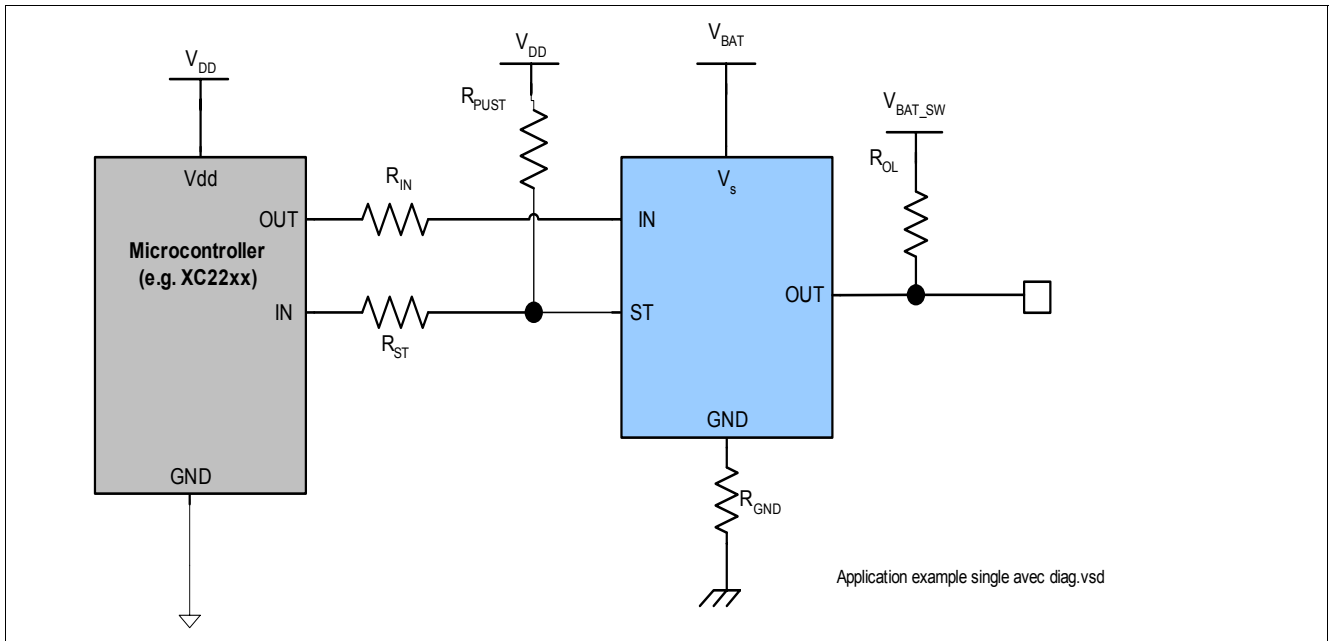 V_DD
V_DD
V_BAT
R_PUST
V_BAT_SW
R_OL
Vdd
R_IN
V_s
OUT
IN
Microcontroller
(e.g. XC22xx)
OUT
IN
ST
R_ST
GND
GND
R_GND
Application example single avec diag.vsd